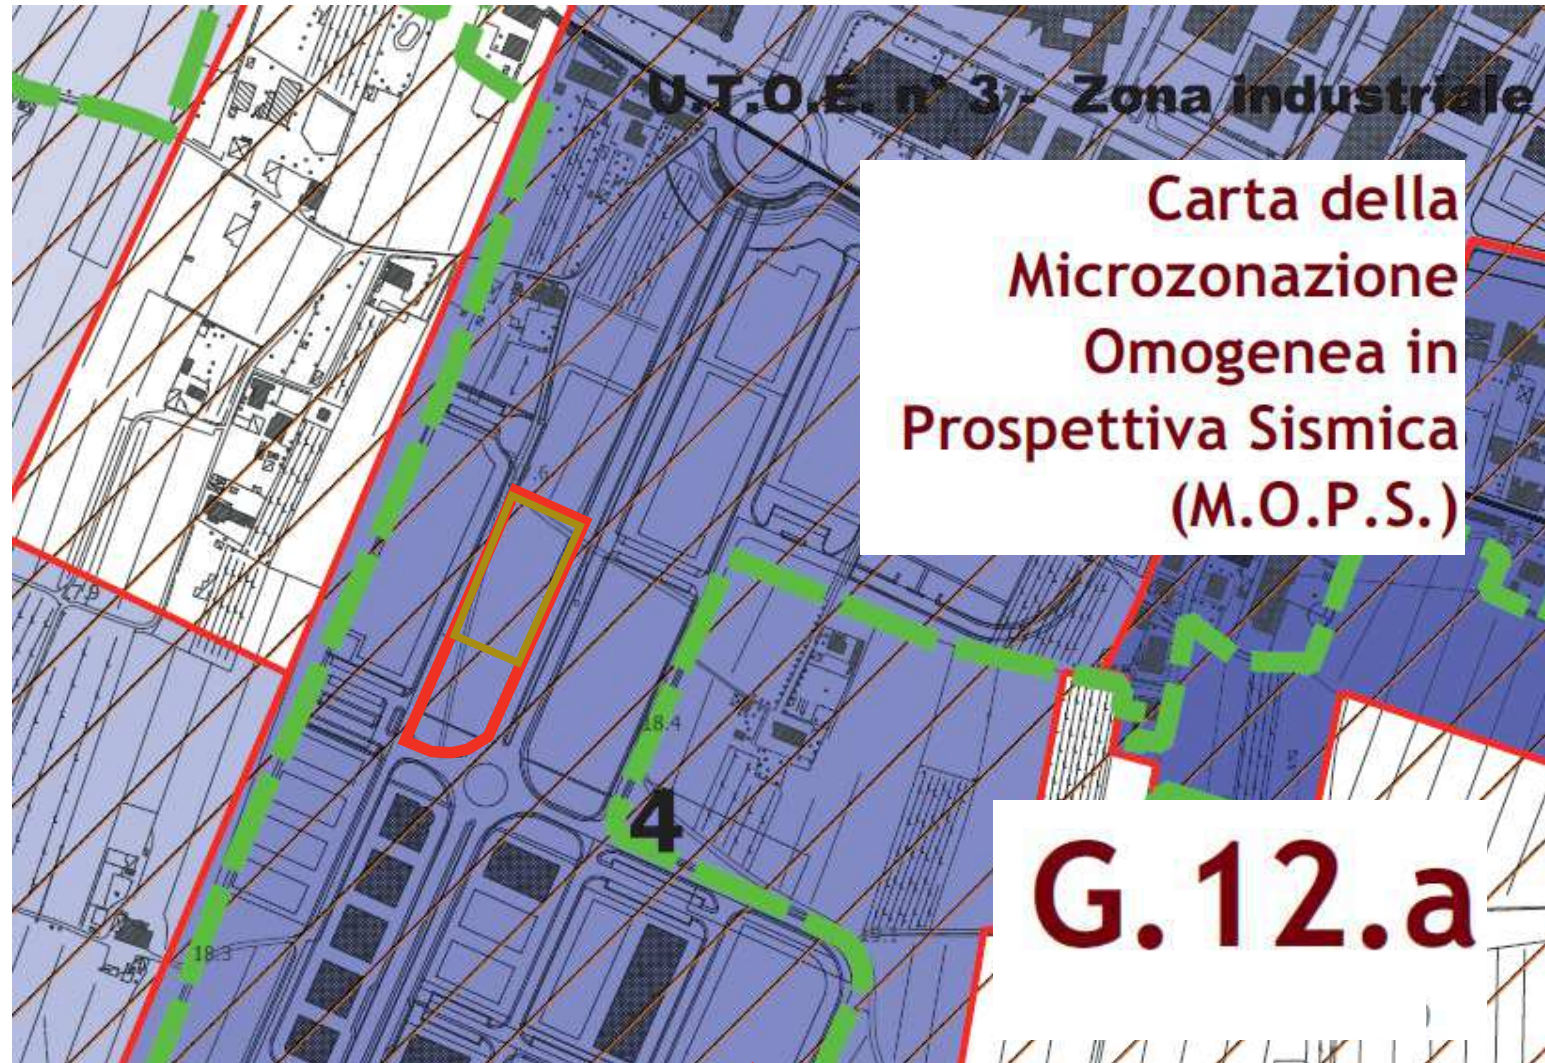 U.T.O.E. n° 3 - Zona industriale
Carta della
Microzonazione
Omogenea in
Prospettiva Sismica
(M.O.P.S.)
18.4
4
G.12.a
18.3